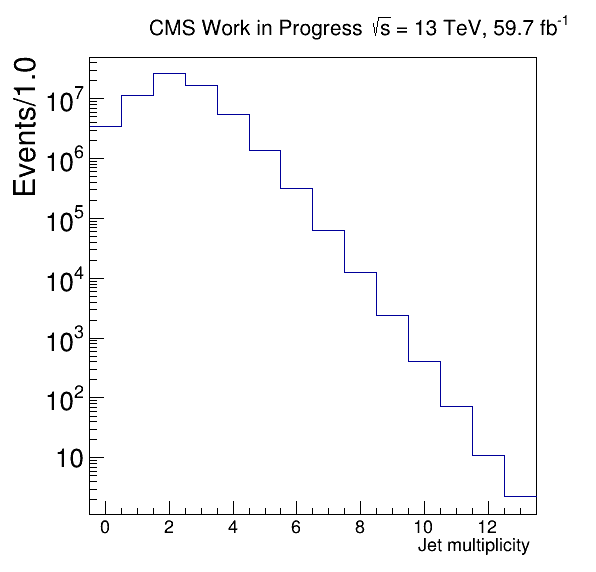 CMS Work in Progress √s = 13 TeV, 59.7 fb⁻¹
Events/1.0
10⁷
10⁶
10⁵
10⁴
10³
10²
10
0 2 4 6 8 10 12
Jet multiplicity